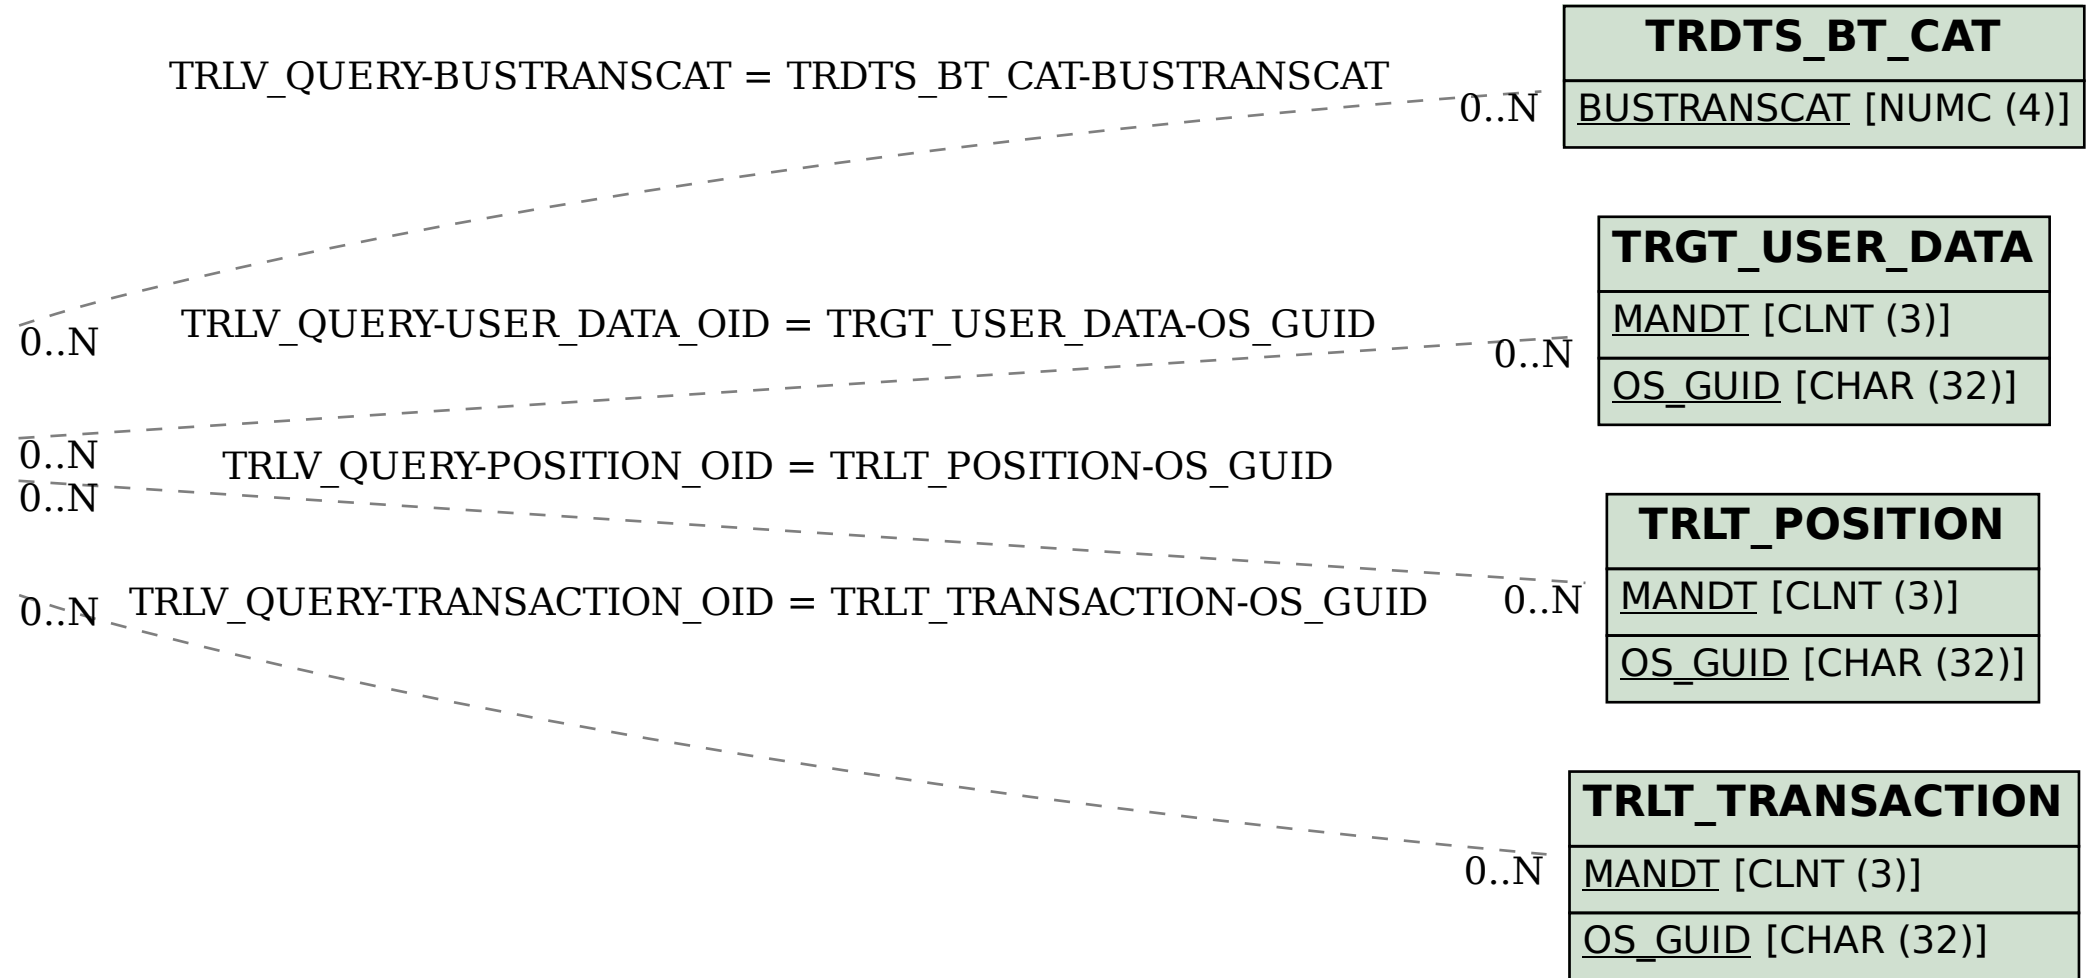 TRDTS_BT_CAT
TRLV_QUERY-BUSTRANSCAT = TRDTS_BT_CAT-BUSTRANSCAT
0..N
BUSTRANSCAT [NUMC (4)]
TRGT_USER_DATA
0..N
TRLV_QUERY-USER_DATA_OID = TRGT_USER_DATA-OS_GUID
0..N
MANDT [CLNT (3)]
OS_GUID [CHAR (32)]
0..N
TRLV_QUERY-POSITION_OID = TRLT_POSITION-OS_GUID
0..N
TRLT_POSITION
0..N
TRLV_QUERY-TRANSACTION_OID = TRLT_TRANSACTION-OS_GUID
0..N
MANDT [CLNT (3)]
OS_GUID [CHAR (32)]
TRLT_TRANSACTION
0..N
MANDT [CLNT (3)]
OS_GUID [CHAR (32)]